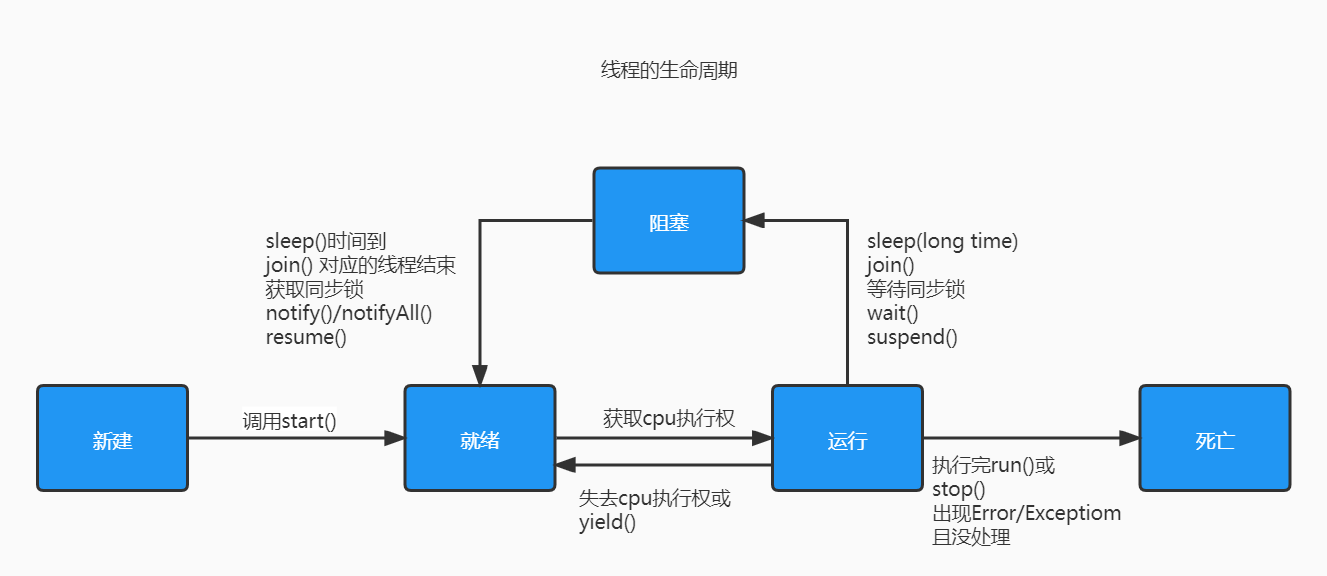 线程的生命周期
阻塞
sleep()时间到
join() 对应的线程结束
获取同步锁
notify()/notifyAll()
resume()
sleep(long time)
join()
等待同步锁
wait()
suspend()
新建
调用start()
就绪
获取cpu执行权
失去cpu执行权或
yield()
运行
执行完run()或
stop()
出现Error/Exceptiom
且没处理
死亡